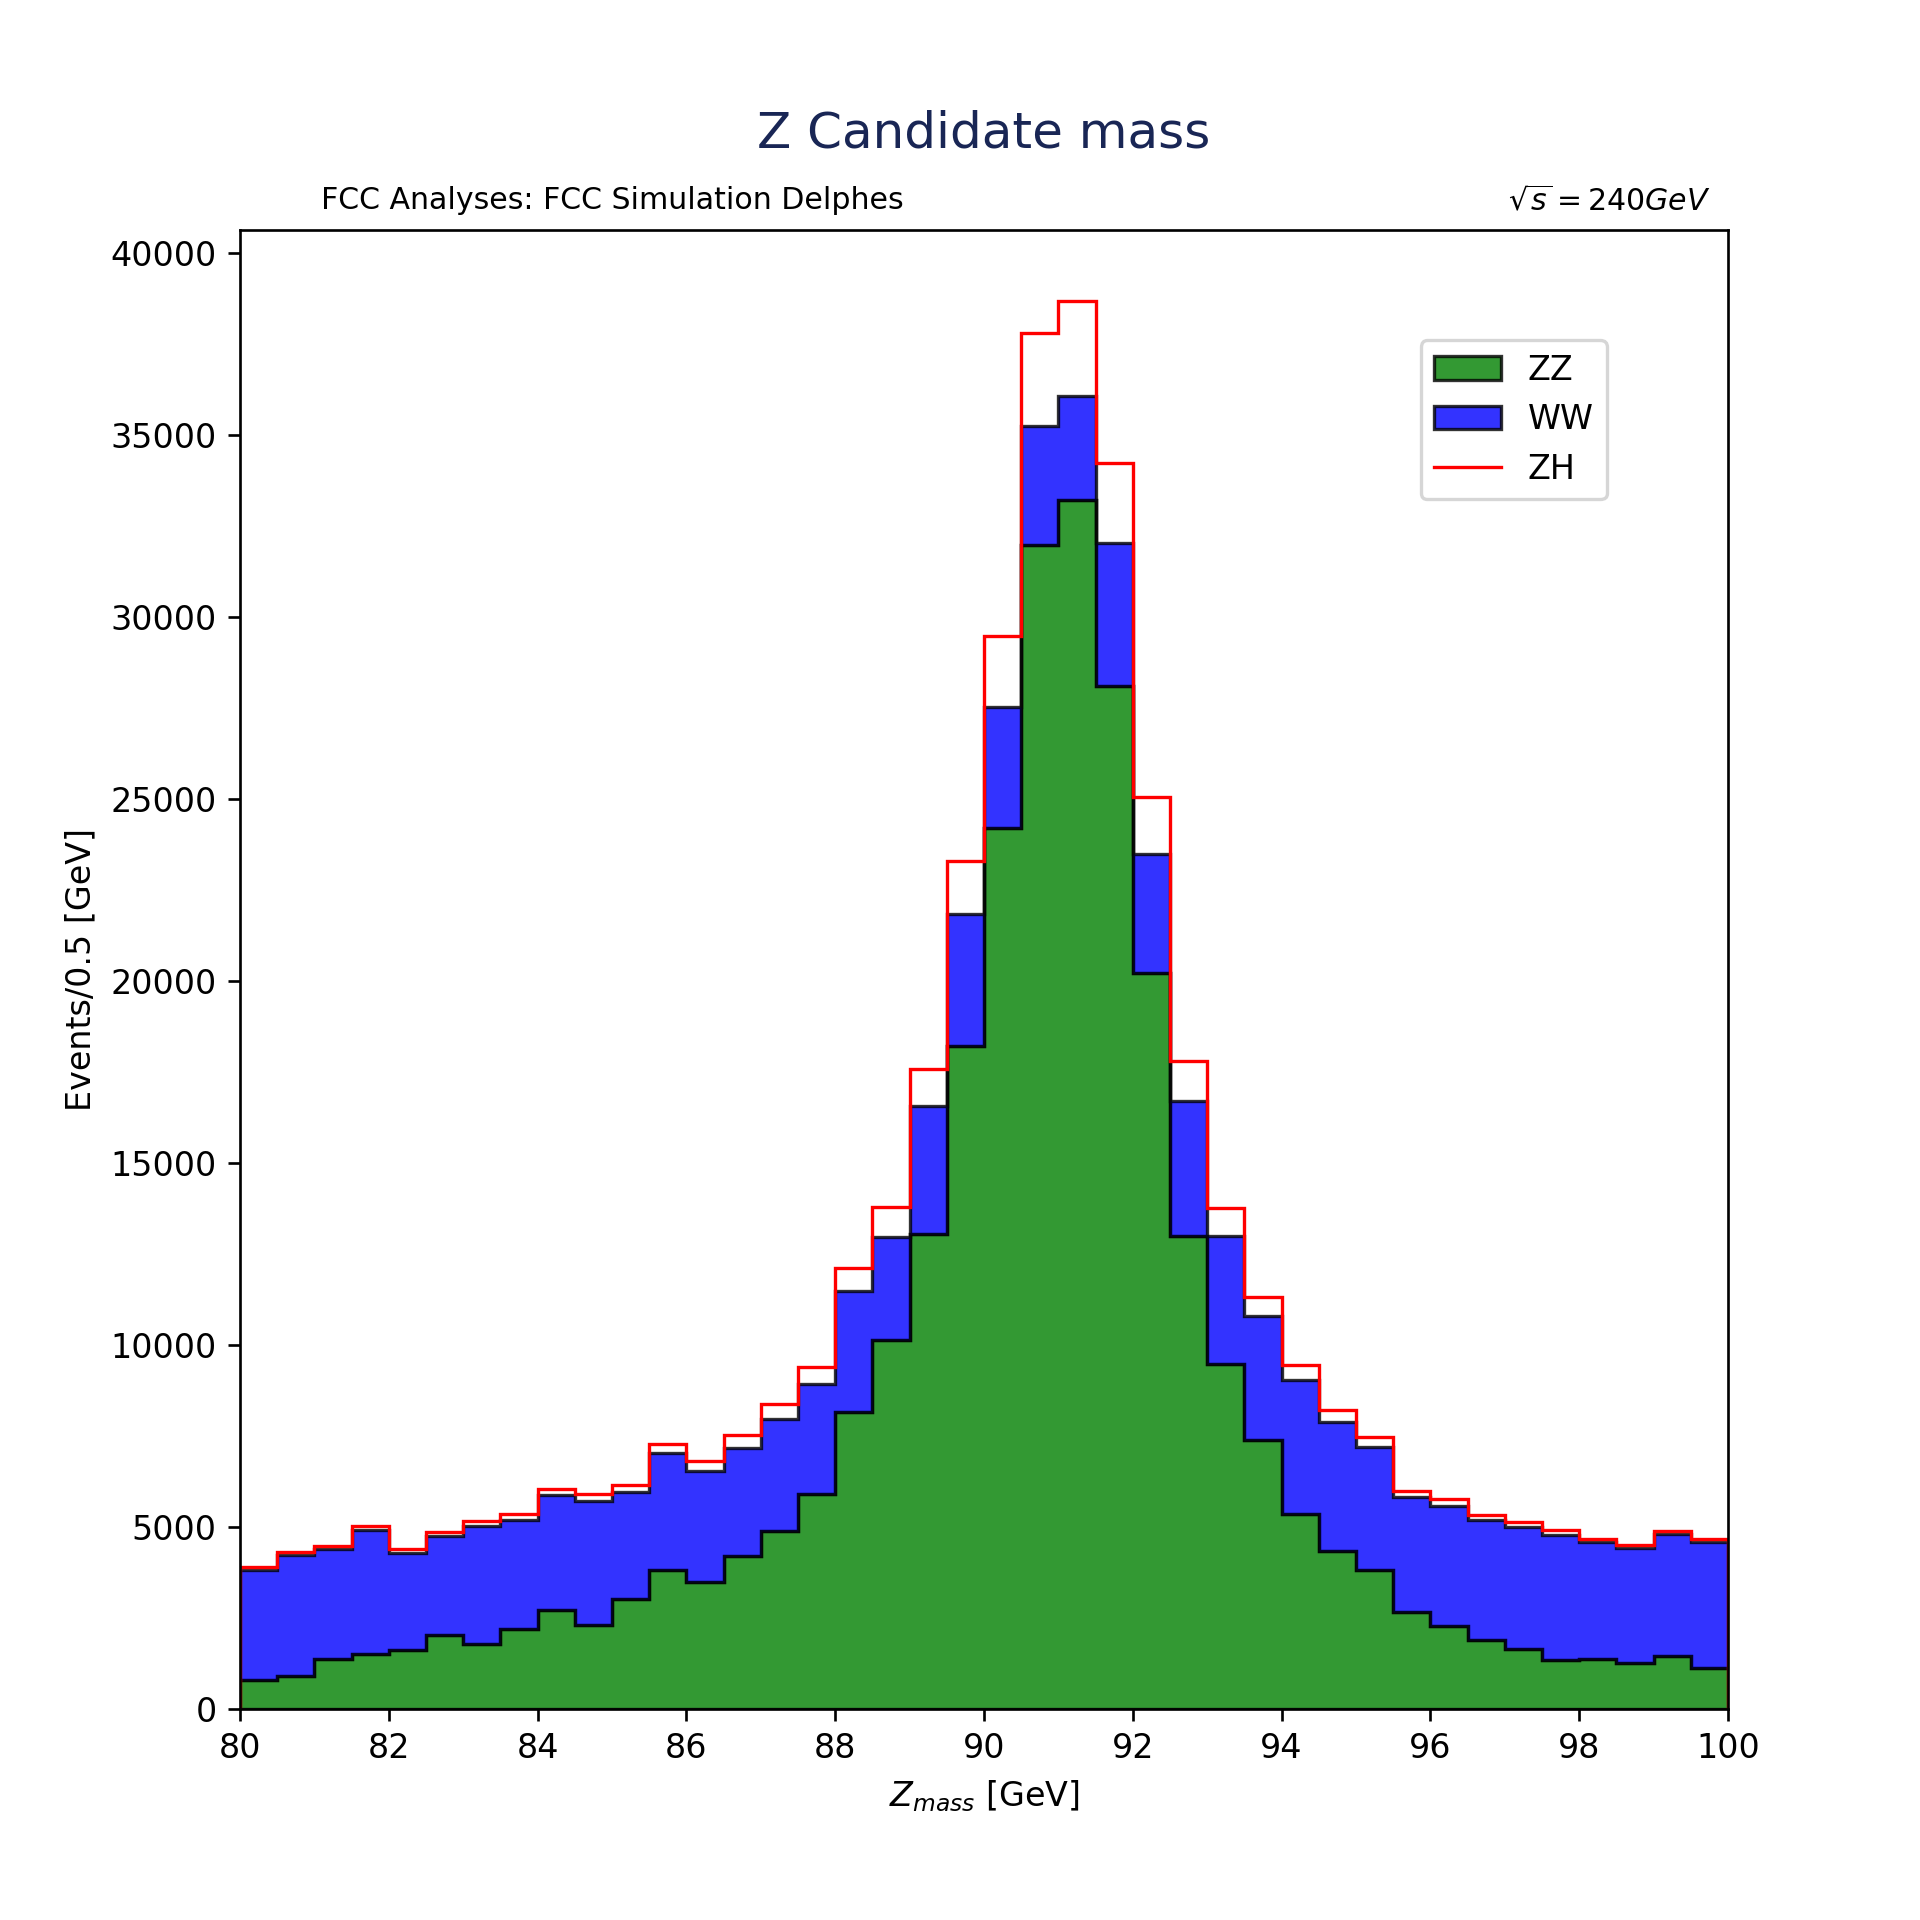 Z Candidate mass
FCC Analyses: FCC Simulation Delphes
√s = 240GeV
40000
35000
30000
25000
20000
15000
10000
5000
0
Events/0.5 [GeV]
ZZ
WW
ZH
80 82 84 86 88 90 92 94 96 98 100
Z_mass [GeV]